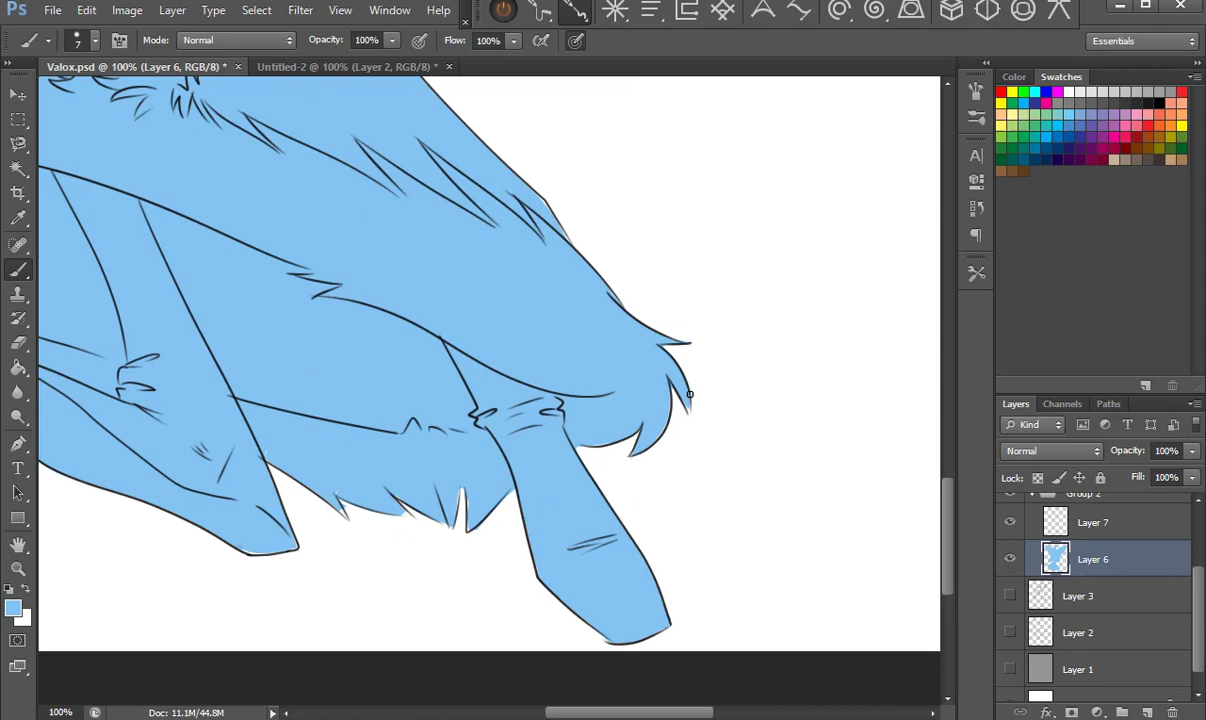 Ps File Edit Image Layer Type Select Filter View Window Help
7 Mode: Normal Opacity: 100% Flow: 100% Essentials
Valox.psd @ 100% (Layer 6, RGB/8) * × Untitled-2 @ 100% (Layer 2, RGB/8) * ×
Color Swatches
Layers Channels Paths
Kind
Normal Opacity: 100%
Lock: Fill: 100%
Group 2
Layer 7
Layer 6
Layer 3
Layer 2
Layer 1
100% Doc: 11.1M/44.8M